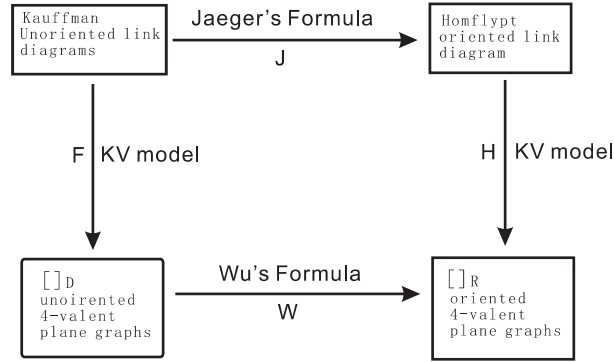 Kauffman
Unoriented link
diagrams
Jaeger's Formula
J
Homflypt
oriented link
diagram
F KV model
H KV model
[]D
unoirented
4-valent
plane graphs
Wu's Formula
W
[]R
oriented
4-valent
plane graphs